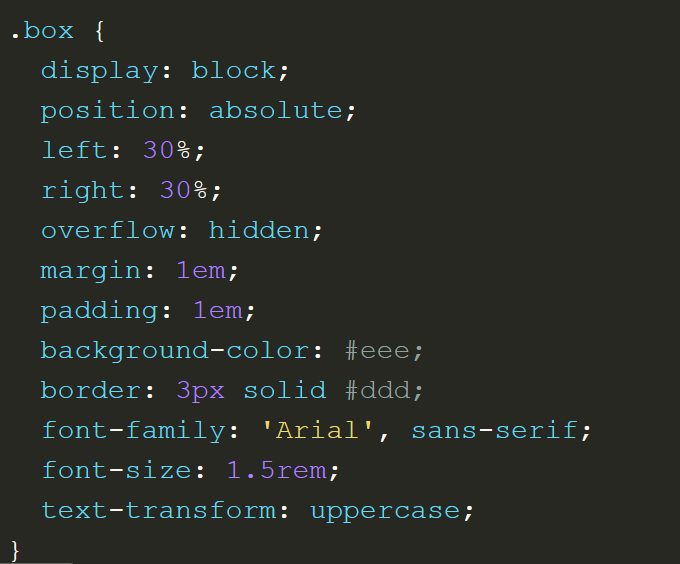 .box {
  display: block;
  position: absolute;
  left: 30%;
  right: 30%;
  overflow: hidden;
  margin: 1em;
  padding: 1em;
  background-color: #eee;
  border: 3px solid #ddd;
  font-family: 'Arial', sans-serif;
  font-size: 1.5rem;
  text-transform: uppercase;
}